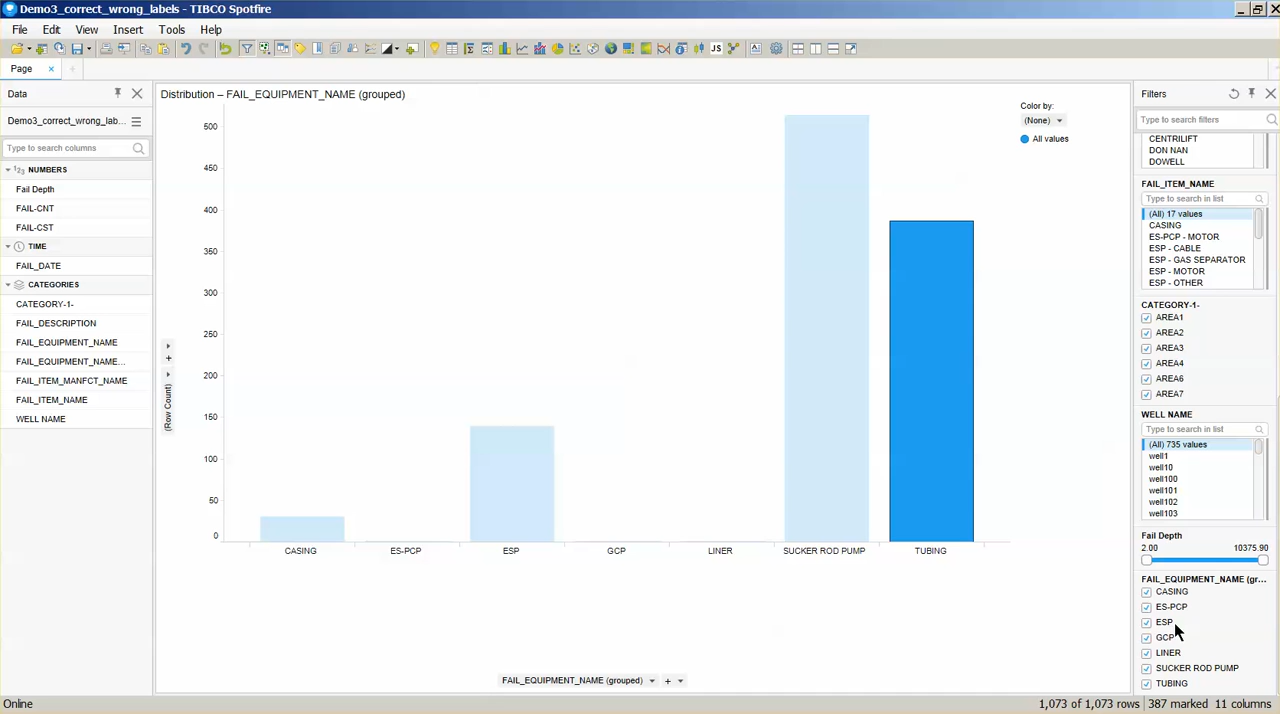 Demo3_correct_wrong_labels - TIBCO Spotfire
File Edit View Insert Tools Help
JS
Page
Data
Demo3_correct_wrong_lab...
Type to search columns
NUMBERS
Fail Depth
FAIL-CNT
FAIL-CST
TIME
FAIL_DATE
CATEGORIES
CATEGORY-1-
FAIL_DESCRIPTION
FAIL_EQUIPMENT_NAME
FAIL_EQUIPMENT_NAME...
FAIL_ITEM_MANFCT_NAME
FAIL_ITEM_NAME
WELL NAME
Distribution – FAIL_EQUIPMENT_NAME (grouped)
Color by:
(None)
All values
500
450
400
350
300
250
200
150
100
50
0
(Row Count)
CASING ES-PCP ESP GCP LINER SUCKER ROD PUMP TUBING
FAIL_EQUIPMENT_NAME (grouped)
Filters
Type to search filters
CENTRILIFT
DON NAN
DOWELL
FAIL_ITEM_NAME
Type to search in list
(All) 17 values
CASING
ES-PCP - MOTOR
ESP - CABLE
ESP - GAS SEPARATOR
ESP - MOTOR
ESP - OTHER
CATEGORY-1-
AREA1
AREA2
AREA3
AREA4
AREA6
AREA7
WELL NAME
Type to search in list
(All) 735 values
well1
well10
well100
well101
well102
well103
Fail Depth
2.00 10375.90
FAIL_EQUIPMENT_NAME (gr...
CASING
ES-PCP
ESP
GCP
LINER
SUCKER ROD PUMP
TUBING
Online
1,073 of 1,073 rows 387 marked 11 columns